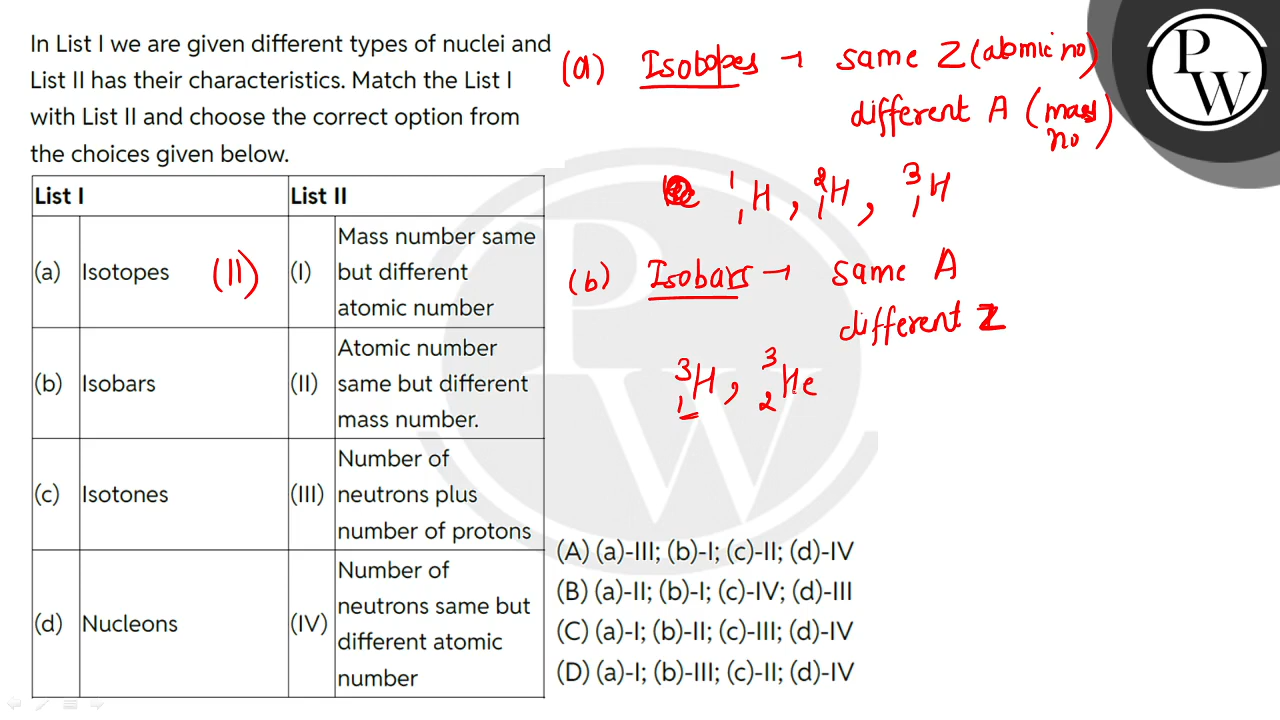 In List I we are given different types of nuclei and
List II has their characteristics. Match the List I
with List II and choose the correct option from
the choices given below.
List I List II
(a) Isotopes (II) (I) Mass number same
but different
atomic number
(b) Isobars (II) Atomic number
same but different
mass number.
(c) Isotones (III) Number of
neutrons plus
number of protons
(d) Nucleons (IV) Number of
neutrons same but
different atomic
number
(a) Isotopes → same Z (atomic no)
different A (mass
no)
¹₁H, ²₁H, ³₁H
(b) Isobars → same A
different Z
³₁H, ³₂He
(A) (a)-III; (b)-I; (c)-II; (d)-IV
(B) (a)-II; (b)-I; (c)-IV; (d)-III
(C) (a)-I; (b)-II; (c)-III; (d)-IV
(D) (a)-I; (b)-III; (c)-II; (d)-IV
P
W
PW